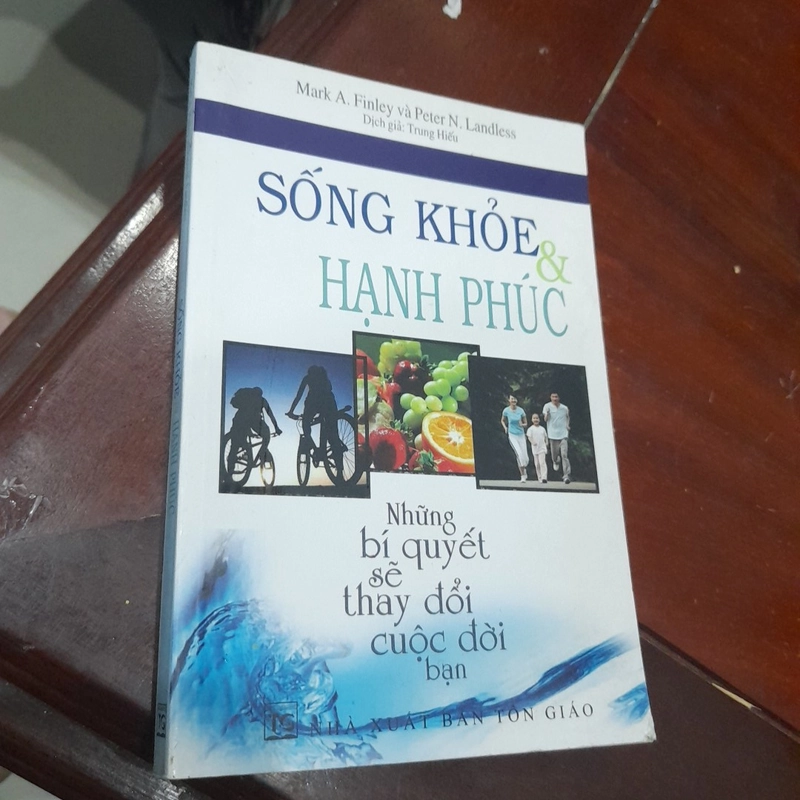 Mark A. Finley và Peter N. Landless
Dịch giả: Trung Hiếu
SỐNG KHỎE
&
HẠNH PHÚC
Những
bí quyết
sẽ
thay đổi
cuộc đời
bạn
NHÀ XUẤT BẢN TÔN GIÁO